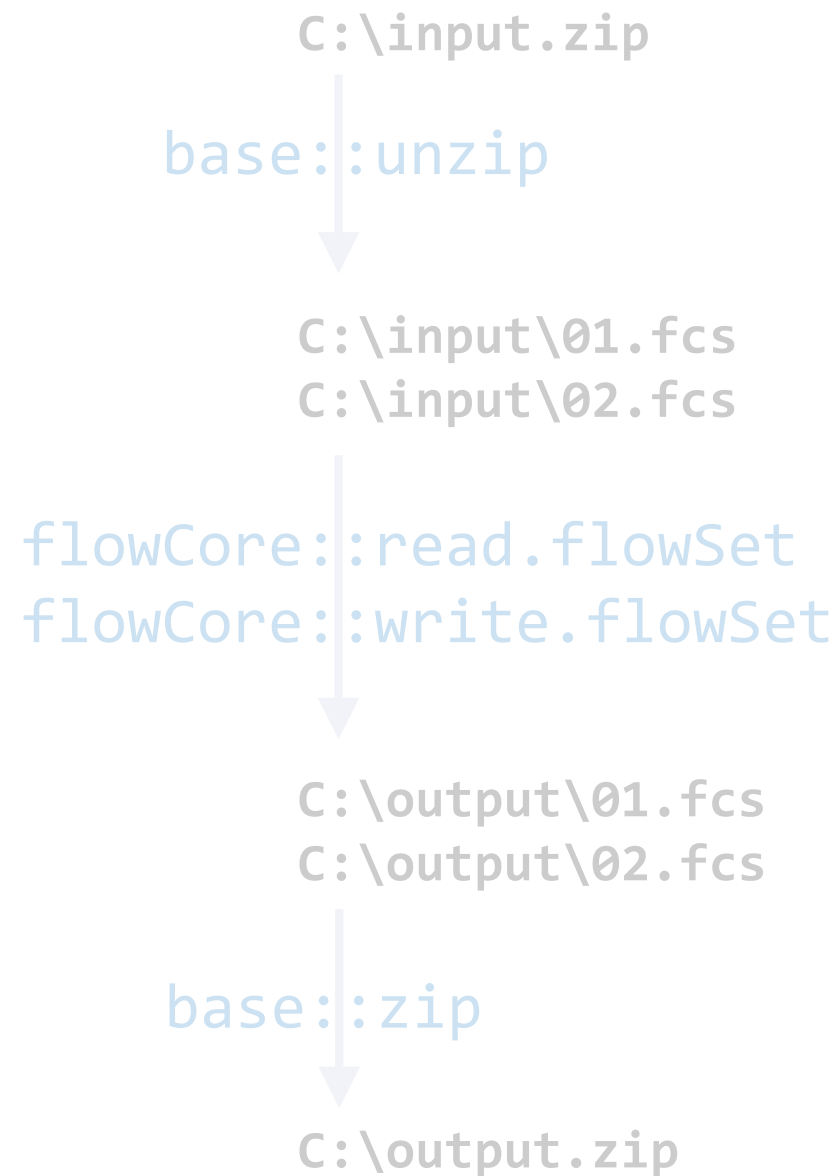 C:\input.zip
base::unzip
C:\input\01.fcs
C:\input\02.fcs
flowCore::read.flowSet
flowCore::write.flowSet
C:\output\01.fcs
C:\output\02.fcs
base::zip
C:\output.zip